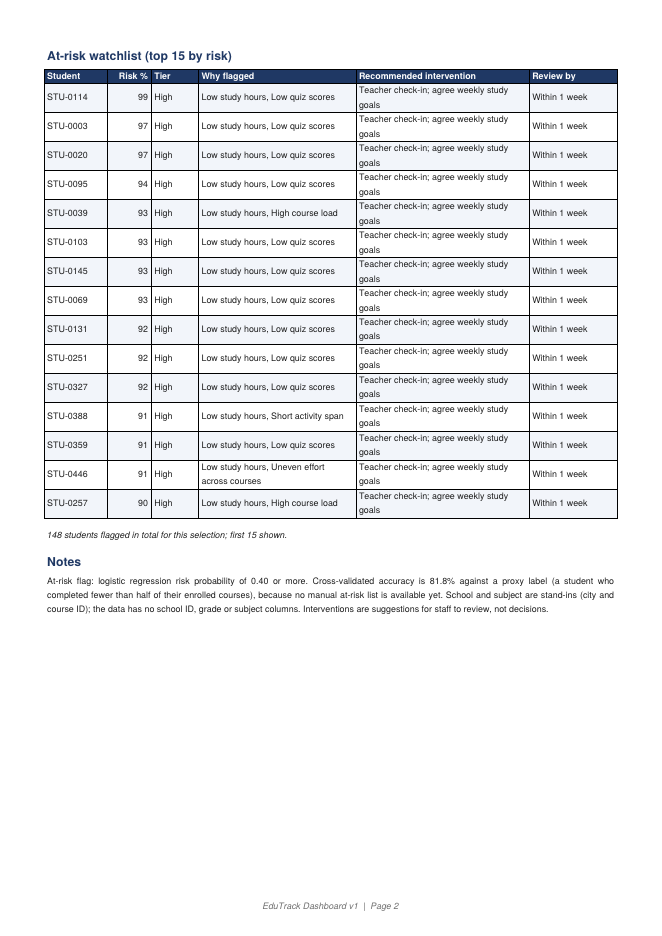 At-risk watchlist (top 15 by risk)
Student Risk % Tier Why flagged Recommended intervention Review by
STU-0114 99 High Low study hours, Low quiz scores Teacher check-in; agree weekly study goals Within 1 week
STU-0003 97 High Low study hours, Low quiz scores Teacher check-in; agree weekly study goals Within 1 week
STU-0020 97 High Low study hours, Low quiz scores Teacher check-in; agree weekly study goals Within 1 week
STU-0095 94 High Low study hours, Low quiz scores Teacher check-in; agree weekly study goals Within 1 week
STU-0039 93 High Low study hours, High course load Teacher check-in; agree weekly study goals Within 1 week
STU-0103 93 High Low study hours, Low quiz scores Teacher check-in; agree weekly study goals Within 1 week
STU-0145 93 High Low study hours, Low quiz scores Teacher check-in; agree weekly study goals Within 1 week
STU-0069 93 High Low study hours, Low quiz scores Teacher check-in; agree weekly study goals Within 1 week
STU-0131 92 High Low study hours, Low quiz scores Teacher check-in; agree weekly study goals Within 1 week
STU-0251 92 High Low study hours, Low quiz scores Teacher check-in; agree weekly study goals Within 1 week
STU-0327 92 High Low study hours, Low quiz scores Teacher check-in; agree weekly study goals Within 1 week
STU-0388 91 High Low study hours, Short activity span Teacher check-in; agree weekly study goals Within 1 week
STU-0359 91 High Low study hours, Low quiz scores Teacher check-in; agree weekly study goals Within 1 week
STU-0446 91 High Low study hours, Uneven effort across courses Teacher check-in; agree weekly study goals Within 1 week
STU-0257 90 High Low study hours, High course load Teacher check-in; agree weekly study goals Within 1 week
148 students flagged in total for this selection; first 15 shown.
Notes
At-risk flag: logistic regression risk probability of 0.40 or more. Cross-validated accuracy is 81.8% against a proxy label (a student who
completed fewer than half of their enrolled courses), because no manual at-risk list is available yet. School and subject are stand-ins (city and
course ID); the data has no school ID, grade or subject columns. Interventions are suggestions for staff to review, not decisions.
EduTrack Dashboard v1 | Page 2